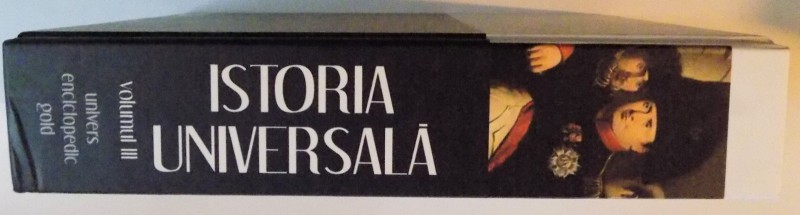 ISTORIA
UNIVERSALĂ
volumul III
univers
enciclopedic
gold